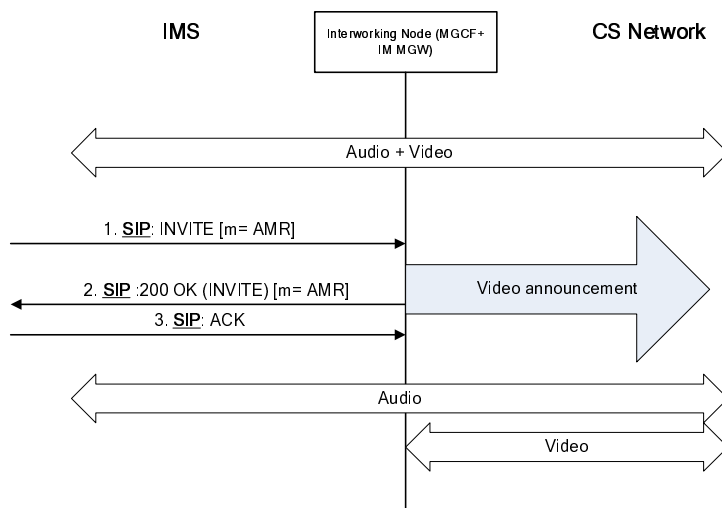 IMS
Interworking Node (MGCF+
IM MGW)
CS Network
Audio + Video
1. SIP: INVITE [m= AMR]
2. SIP :200 OK (INVITE) [m= AMR]
Video announcement
3. SIP: ACK
Audio
Video